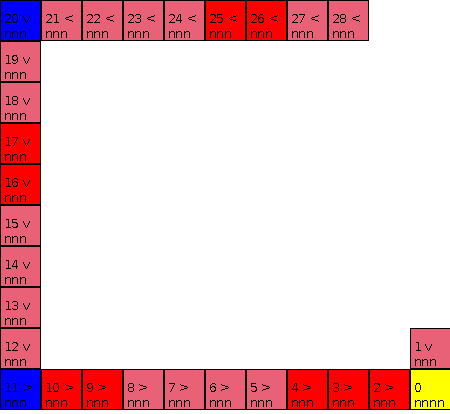 20 v 21 < 22 < 23 < 24 < 25 < 26 < 27 < 28 <
nnn nnn nnn nnn nnn nnn nnn nnn nnn
19 v
nnn
18 v
nnn
17 v
nnn
16 v
nnn
15 v
nnn
14 v
nnn
13 v
nnn
12 v 1 v
nnn nnn
11 > 10 > 9 > 8 > 7 > 6 > 5 > 4 > 3 > 2 > 0
nnn nnn nnn nnn nnn nnn nnn nnn nnn nnn nnnn